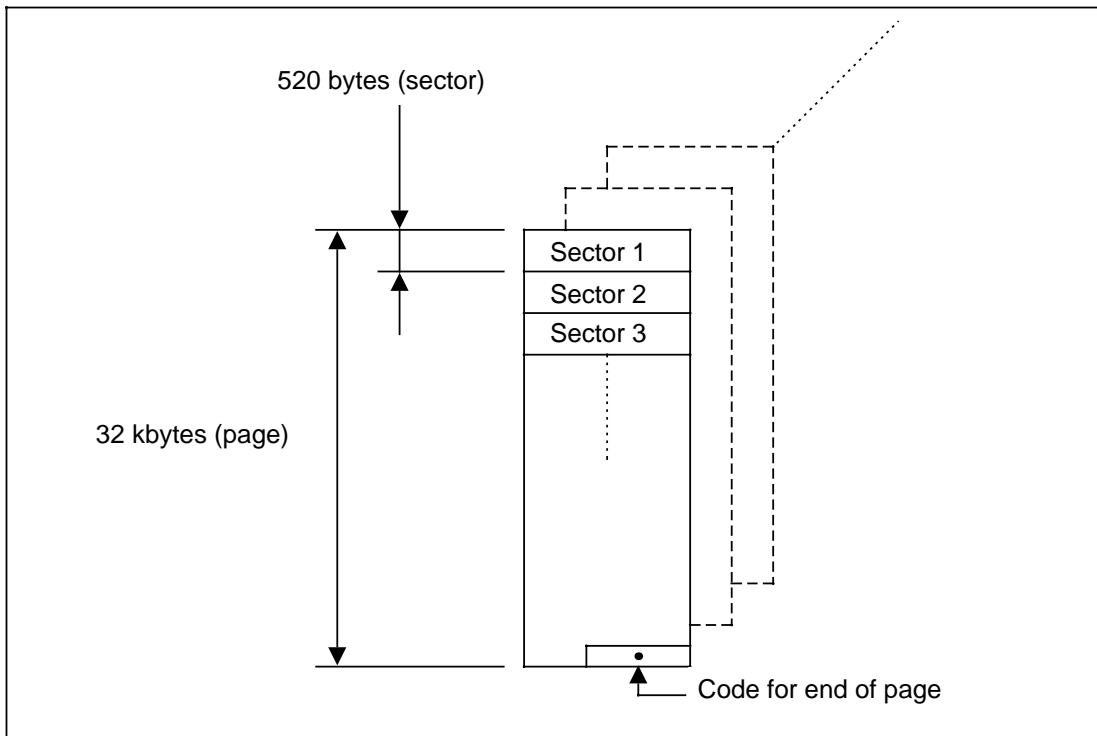 520 bytes (sector)
Sector 1
Sector 2
Sector 3
32 kbytes (page)
Code for end of page